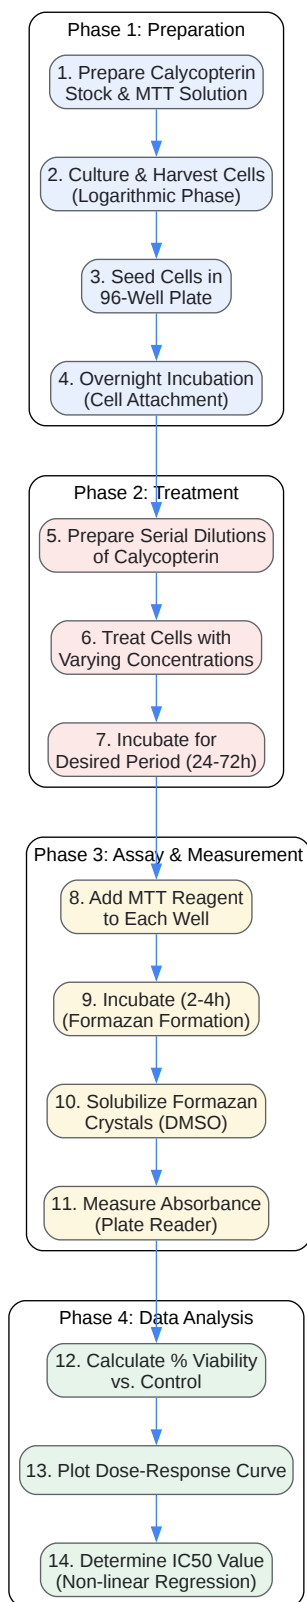 Phase 1: Preparation
1. Prepare Calycopterin
Stock & MTT Solution
2. Culture & Harvest Cells
(Logarithmic Phase)
3. Seed Cells in
96-Well Plate
4. Overnight Incubation
(Cell Attachment)
Phase 2: Treatment
5. Prepare Serial Dilutions
of Calycopterin
6. Treat Cells with
Varying Concentrations
7. Incubate for
Desired Period (24-72h)
Phase 3: Assay & Measurement
8. Add MTT Reagent
to Each Well
9. Incubate (2-4h)
(Formazan Formation)
10. Solubilize Formazan
Crystals (DMSO)
11. Measure Absorbance
(Plate Reader)
Phase 4: Data Analysis
12. Calculate % Viability
vs. Control
13. Plot Dose-Response Curve
14. Determine IC50 Value
(Non-linear Regression)